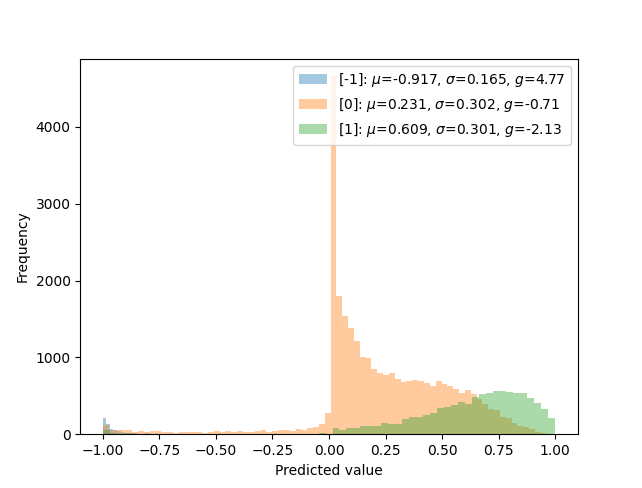 [-1]: μ=-0.917, σ=0.165, g=4.77
[0]: μ=0.231, σ=0.302, g=-0.71
[1]: μ=0.609, σ=0.301, g=-2.13
4000
3000
2000
1000
0
Frequency
−1.00 −0.75 −0.50 −0.25 0.00 0.25 0.50 0.75 1.00
Predicted value